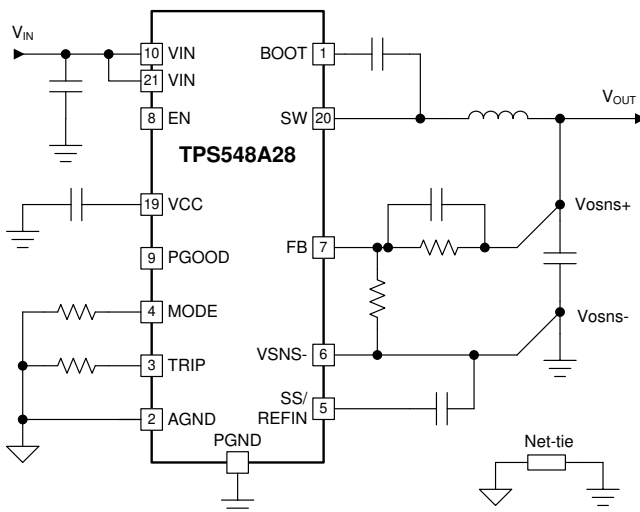 V_IN
10 VIN
21 VIN
8 EN
TPS548A28
19 VCC
9 PGOOD
4 MODE
3 TRIP
2 AGND
PGND
BOOT 1
SW 20
FB 7
VSNS- 6
SS/
REFIN 5
V_OUT
Vosns+
Vosns-
Net-tie